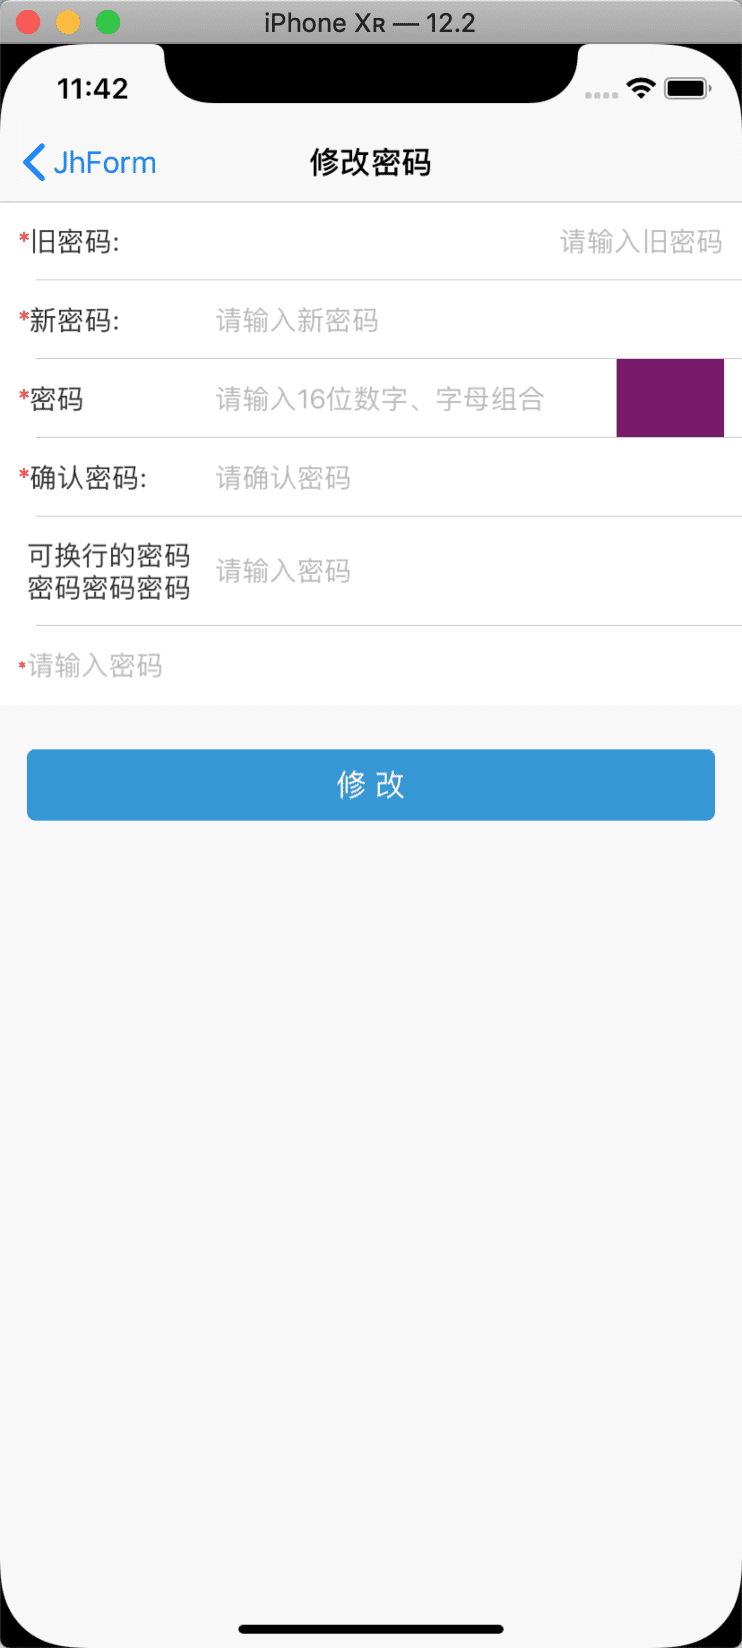 iPhone Xʀ — 12.2
11:42
JhForm
修改密码
*旧密码:
请输入旧密码
*新密码:
请输入新密码
*密码
请输入16位数字、字母组合
*确认密码:
请确认密码
可换行的密码
密码密码密码
请输入密码
*请输入密码
修 改